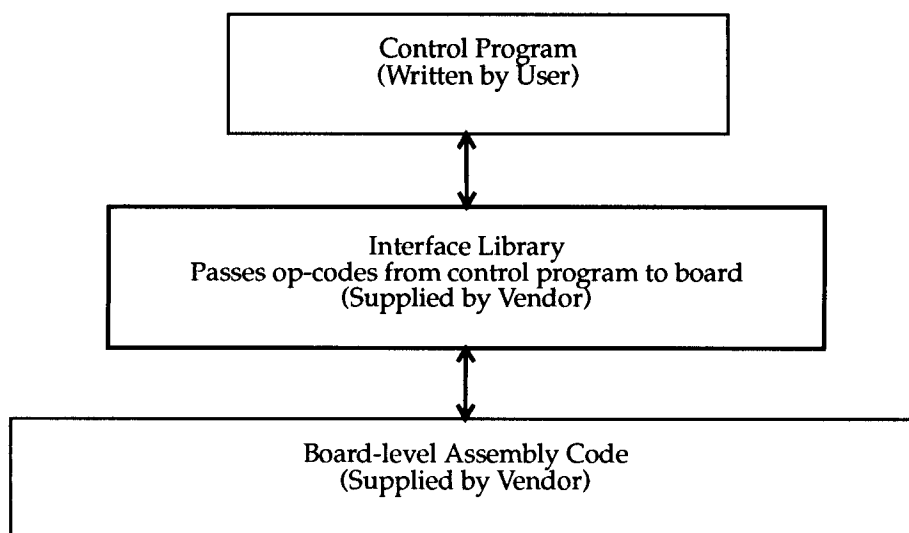 Control Program
(Written by User)
Interface Library
Passes op-codes from control program to board
(Supplied by Vendor)
Board-level Assembly Code
(Supplied by Vendor)